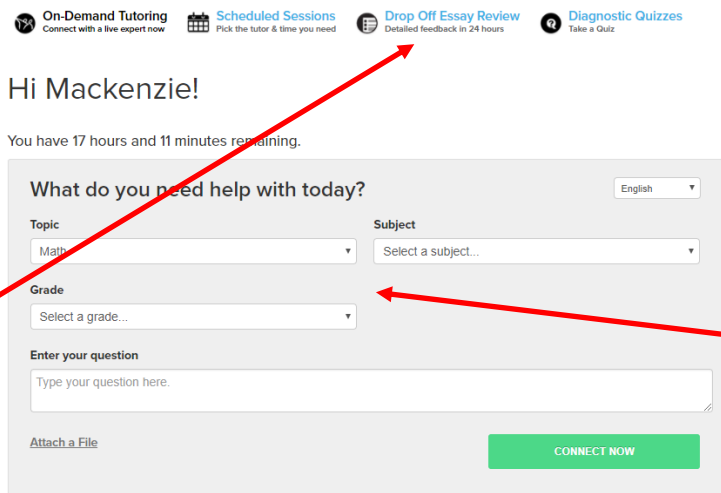 On-Demand Tutoring
Connect with a live expert now
Scheduled Sessions
Pick the tutor & time you need
Drop Off Essay Review
Detailed feedback in 24 hours
Diagnostic Quizzes
Take a Quiz
Hi Mackenzie!
You have 17 hours and 11 minutes remaining.
What do you need help with today?
English
Topic
Subject
Math
Select a subject...
Grade
Select a grade...
Enter your question
Type your question here.
Attach a File
CONNECT NOW